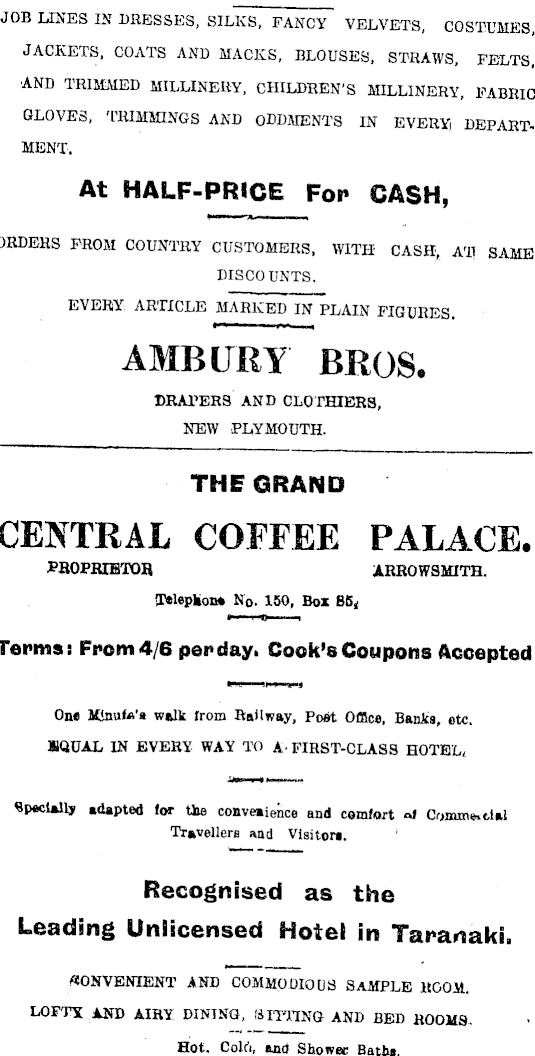 JOB LINES IN DRESSES, SILKS, FANCY VELVETS, COSTUMES,
JACKETS, COATS AND MACKS, BLOUSES, STRAWS, FELTS,
AND TRIMMED MILLINERY, CHILDREN'S MILLINERY, FABRIC
GLOVES, TRIMMINGS AND ODDMENTS IN EVERY DEPART-
MENT.
At HALF-PRICE For CASH,
ORDERS FROM COUNTRY CUSTOMERS, WITH CASH, AT SAME
DISCOUNTS.
EVERY ARTICLE MARKED IN PLAIN FIGURES.
AMBURY BROS.
DRAPERS AND CLOTHIERS,
NEW PLYMOUTH.
THE GRAND
CENTRAL COFFEE PALACE.
PROPRIETOR ARROWSMITH.
Telephone No. 150, Box 85,
Terms: From 4/6 per day. Cook's Coupons Accepted
One Minute's walk from Railway, Post Office, Banks, etc.
EQUAL IN EVERY WAY TO A FIRST-CLASS HOTEL,
Specially adapted for the convenience and comfort of Commercial
Travellers and Visitors.
Recognised as the
Leading Unlicensed Hotel in Taranaki.
CONVENIENT AND COMMODIOUS SAMPLE ROOM.
LOFTY AND AIRY DINING, SITTING AND BED ROOMS.
Hot, Cold, and Shower Baths.